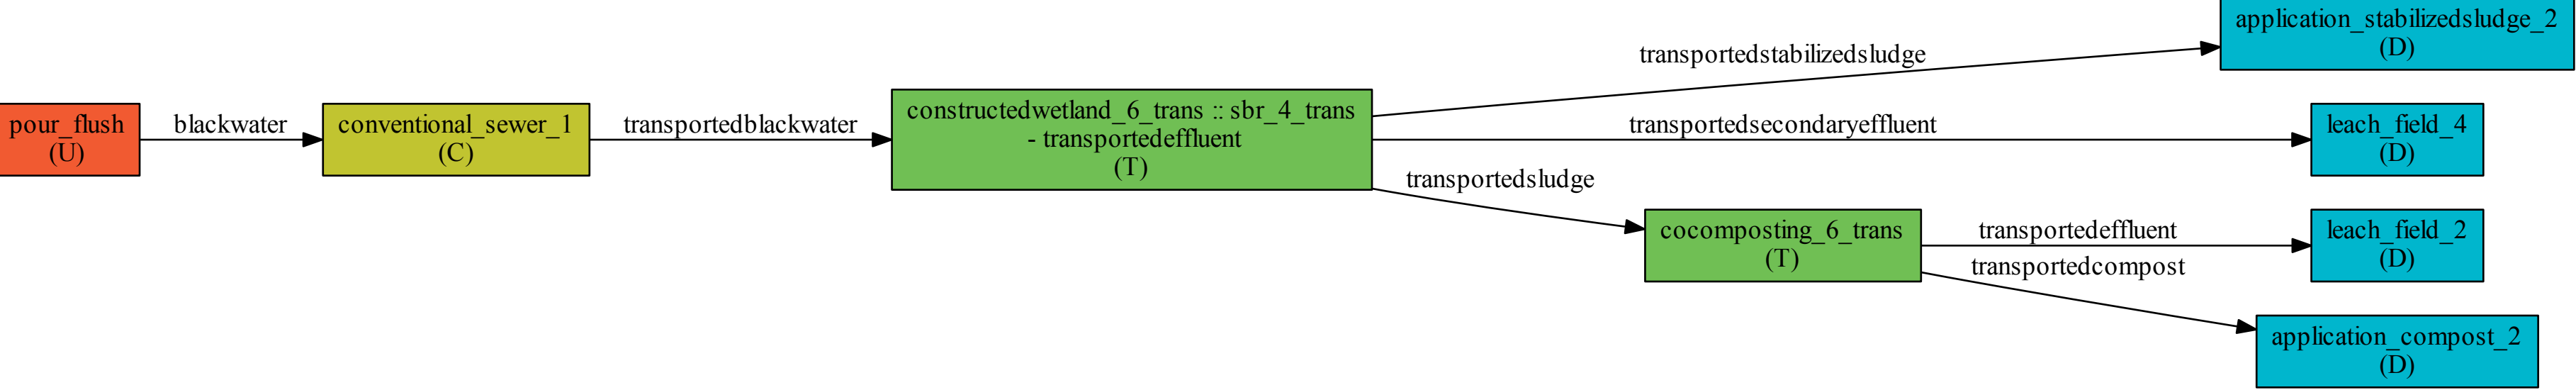 pour_flush
(U)
blackwater
conventional_sewer_1
(C)
transportedblackwater
constructedwetland_6_trans :: sbr_4_trans
- transportedeffluent
(T)
transportedstabilizedsludge
application_stabilizedsludge_2
(D)
transportedsecondaryeffluent
leach_field_4
(D)
transportedsludge
cocomposting_6_trans
(T)
transportedeffluent
leach_field_2
(D)
transportedcompost
application_compost_2
(D)